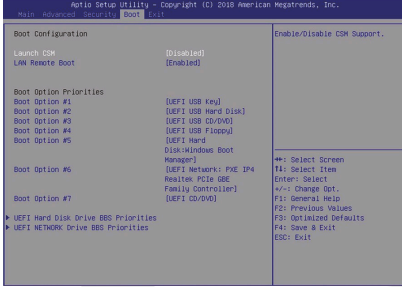 Aptio Setup Utility – Copyright (C) 2018 American Megatrends, Inc.
Main Advanced Security Boot Exit
Boot Configuration
Launch CSM [Disabled]
LAN Remote Boot [Enabled]
Boot Option Priorities
Boot Option #1 [UEFI USB Key]
Boot Option #2 [UEFI USB Hard Disk]
Boot Option #3 [UEFI USB CD/DVD]
Boot Option #4 [UEFI USB Floppy]
Boot Option #5 [UEFI Hard
Disk:Windows Boot
Manager]
Boot Option #6 [UEFI Network: PXE IP4
Realtek PCIe GBE
Family Controller]
Boot Option #7 [UEFI CD/DVD]
▶ UEFI Hard Disk Drive BBS Priorities
▶ UEFI NETWORK Drive BBS Priorities
Enable/Disable CSM Support.
↔: Select Screen
↑↓: Select Item
Enter: Select
+/-: Change Opt.
F1: General Help
F2: Previous Values
F3: Optimized Defaults
F4: Save & Exit
ESC: Exit